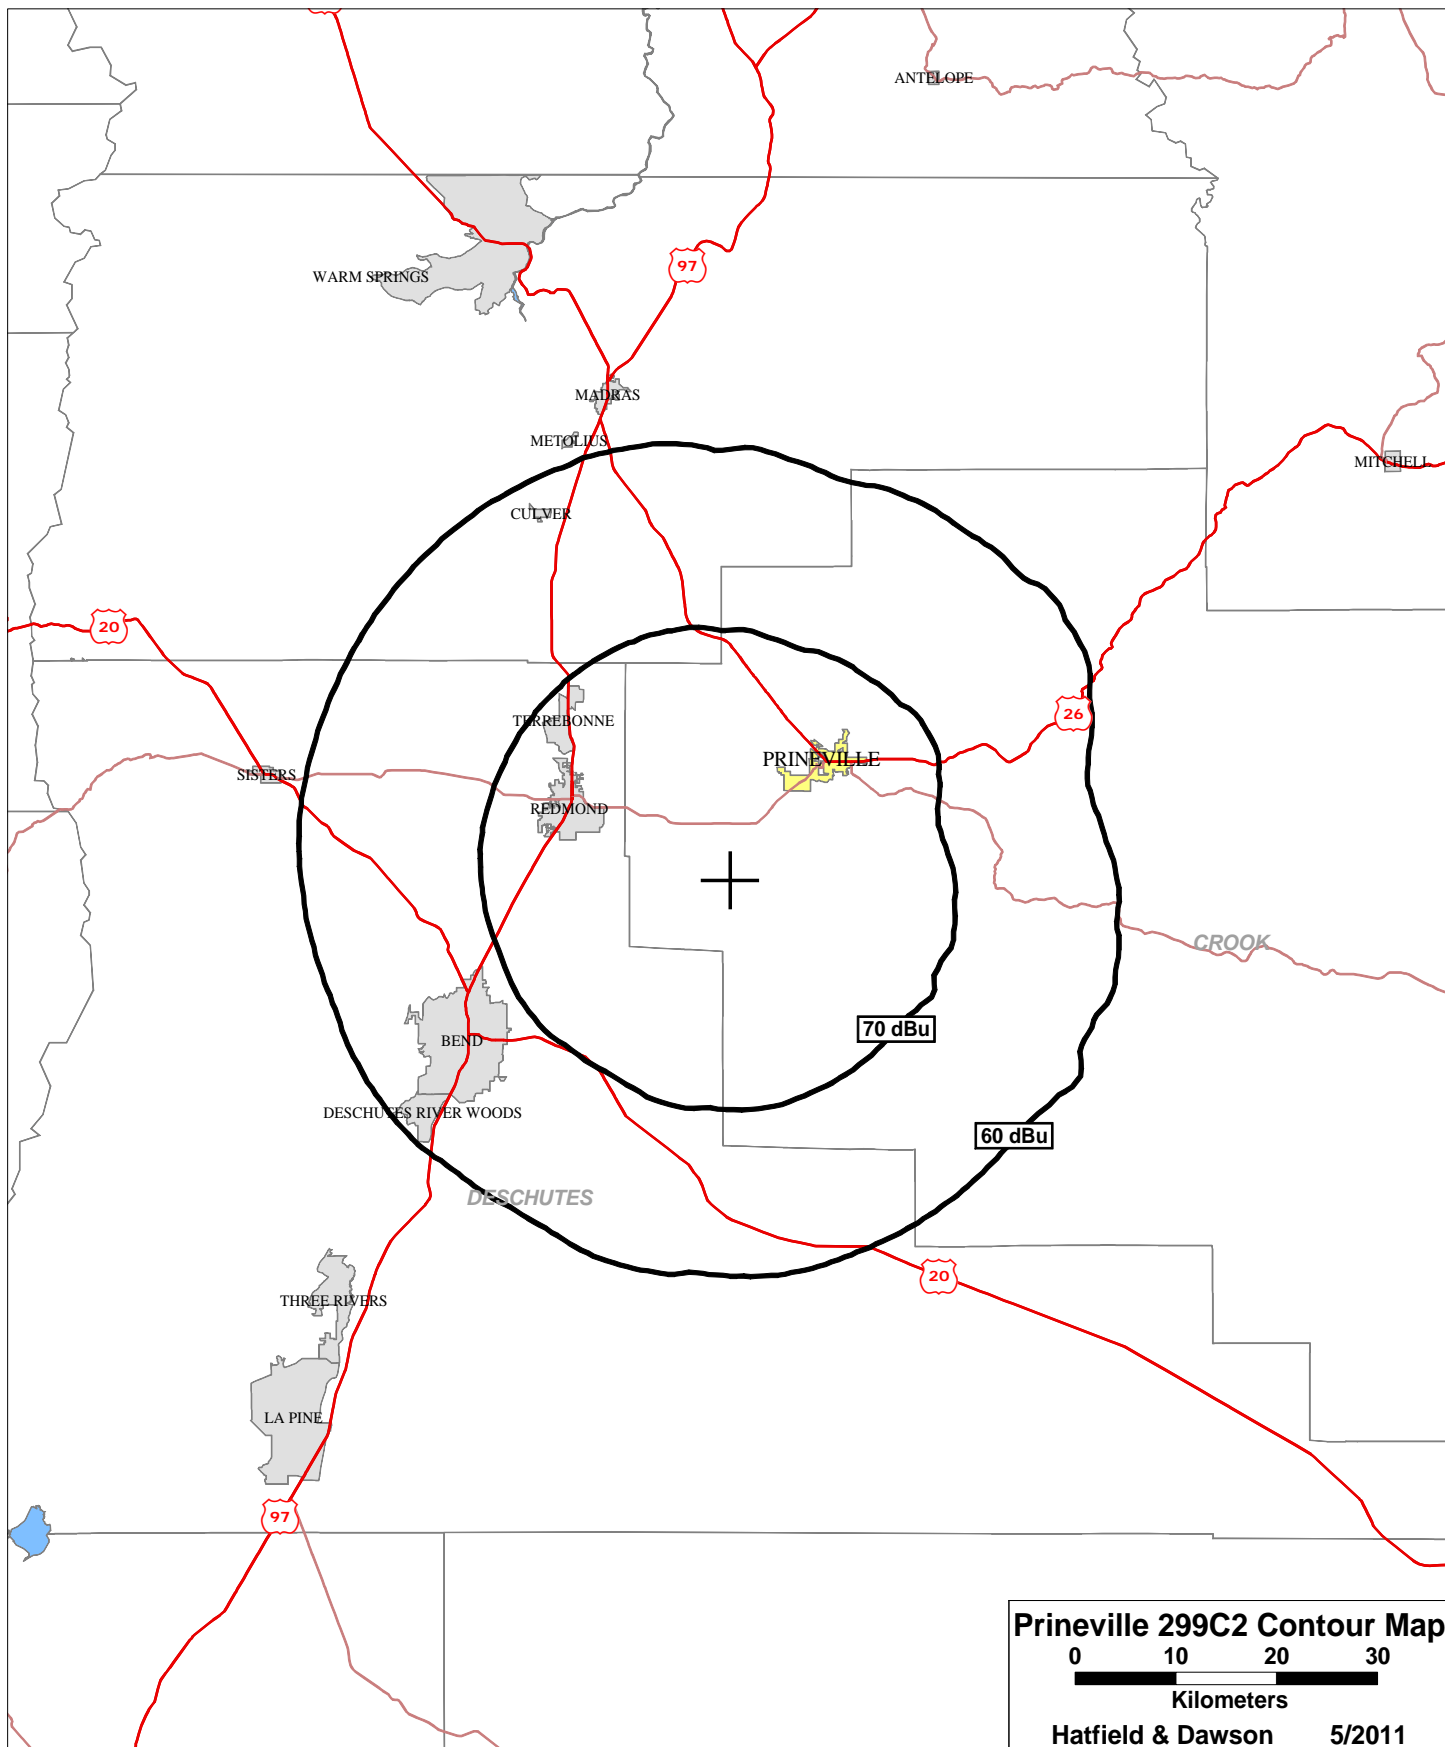 ANTELOPE
97
WARM SPRINGS
MADRAS
METOLIUS
MITCHELL
CULVER
20
26
TERREBONNE
PRINEVILLE
SISTERS
REDMOND
CROOK
70 dBu
BEND
DESCHUTES RIVER WOODS
60 dBu
DESCHUTES
20
THREE RIVERS
LA PINE
97
Prineville 299C2 Contour Map
0 10 20 30
Kilometers
Hatfield & Dawson 5/2011